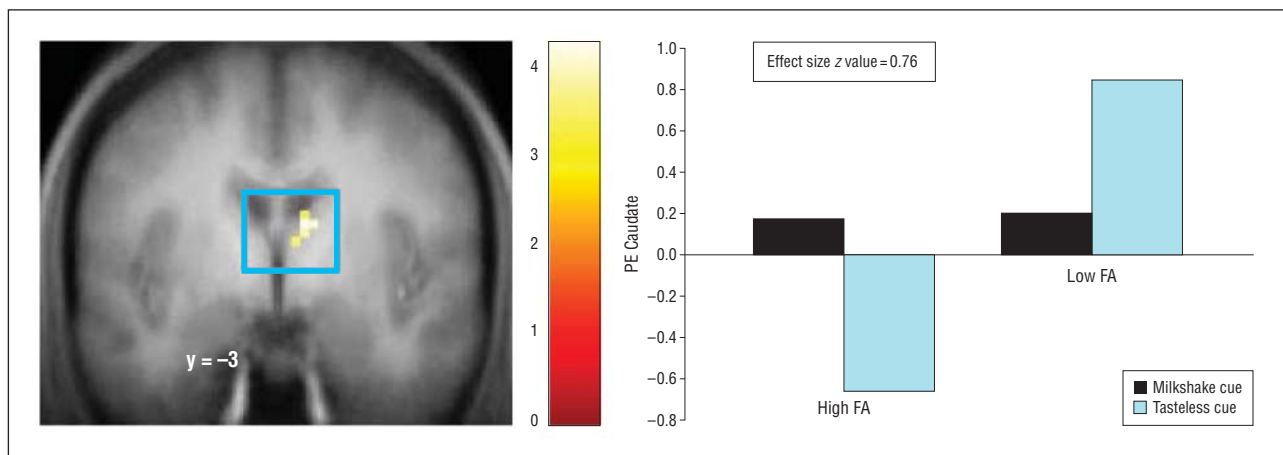 y = –3
4
3
2
1
0
Effect size z value = 0.76
PE Caudate
1.0
0.8
0.6
0.4
0.2
0.0
–0.2
–0.4
–0.6
–0.8
High FA
Low FA
Milkshake cue
Tasteless cue